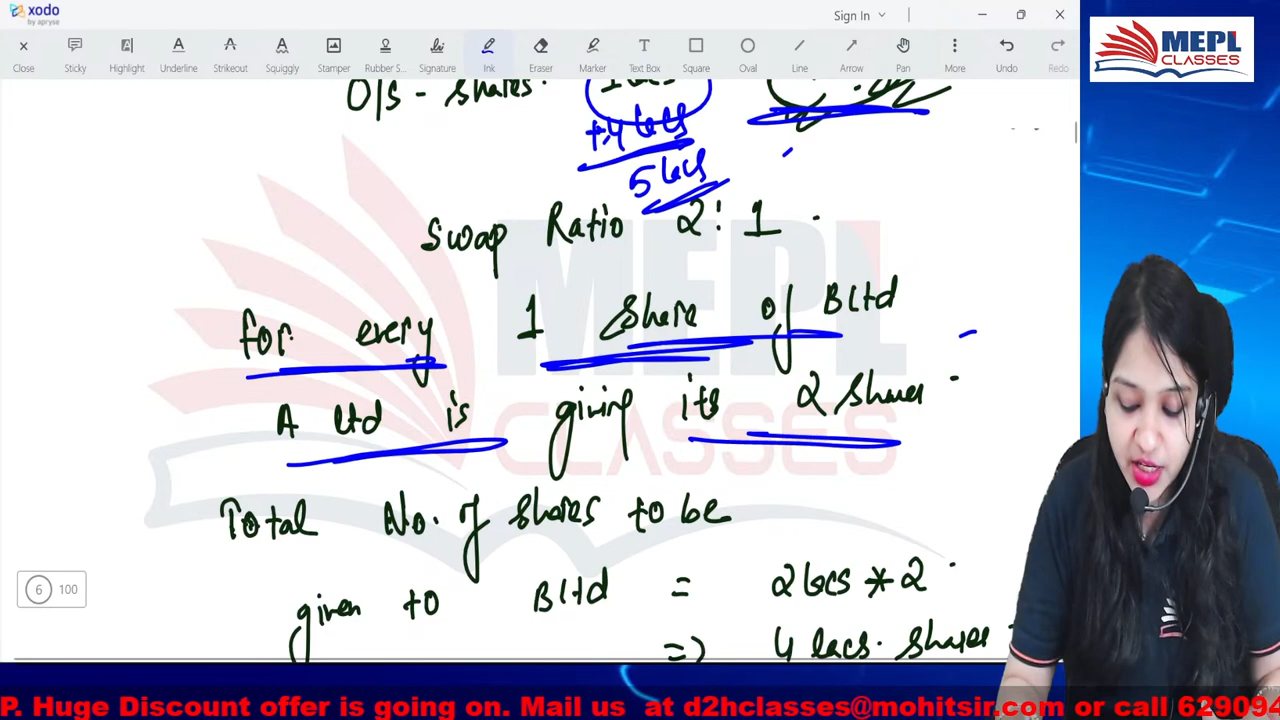 xodo
by apryse
Sign In
MEPL
CLASSES
Close Sticky Highlight Underline Strikeout Squiggly Stamper Rubber S... Signature Ink Eraser Marker Text Box Square Oval Line Arrow Pan More Undo Redo
O/s - shares.
+4 lacs
5 lacs
Swap Ratio 2:1
for every 1 share of B Ltd
A Ltd is giving its 2 shares
Total No. of shares to be
given to B Ltd = 2 lacs * 2
=> 4 lacs. shares
6 100
MEPL
CLASSES
P. Huge Discount offer is going on. Mail us at d2hclasses@mohitsir.com or call 629094